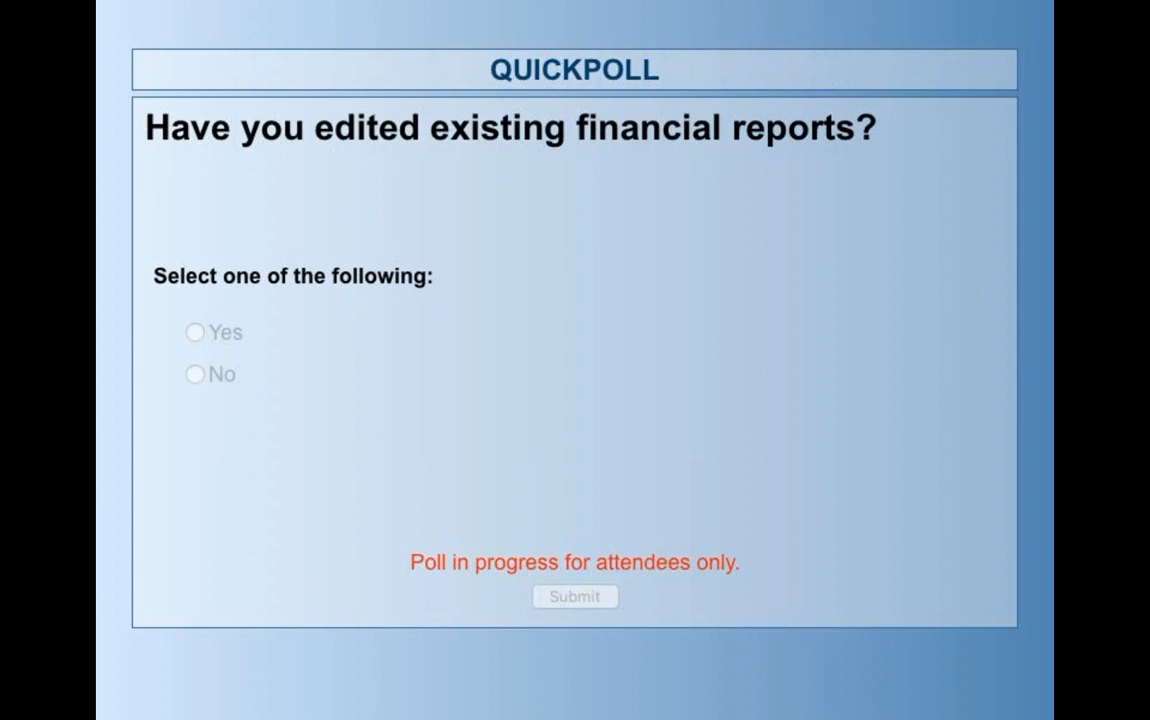 QUICKPOLL
Have you edited existing financial reports?
Select one of the following:
Yes
No
Poll in progress for attendees only.
Submit